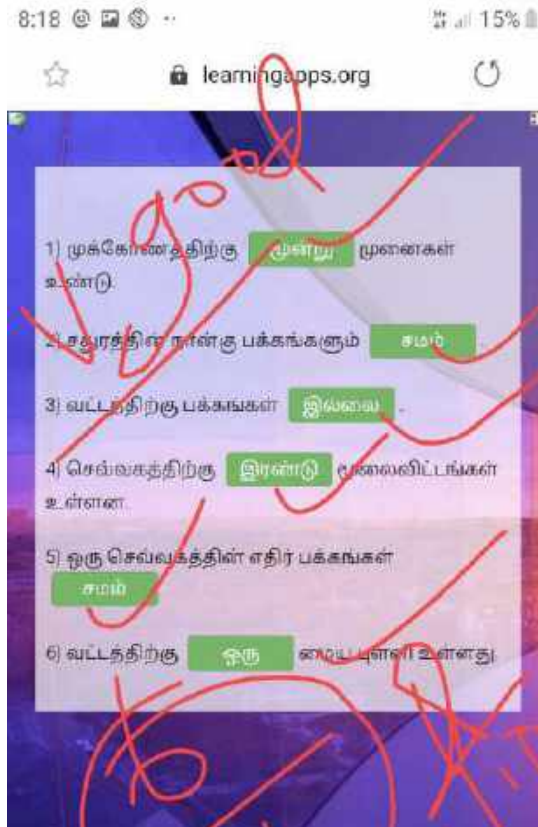 8:18 15%
learningapps.org
V.good
1) முக்கோணத்திற்கு மூன்று முனைகள்
உண்டு.
2) சதுரத்தின் நான்கு பக்கங்களும் சமம் .
3) வட்டத்திற்கு பக்கஙகள் இல்லை .
4) செவ்வகத்திற்கு இரண்டு மூலைவிட்டங்கள்
உள்ளன.
5) ஒரு செவ்வகத்தின் எதிர் பக்கங்கள்
சமம்
6) வட்டத்திற்கு ஒரு மைய புள்ளி உள்ளது.